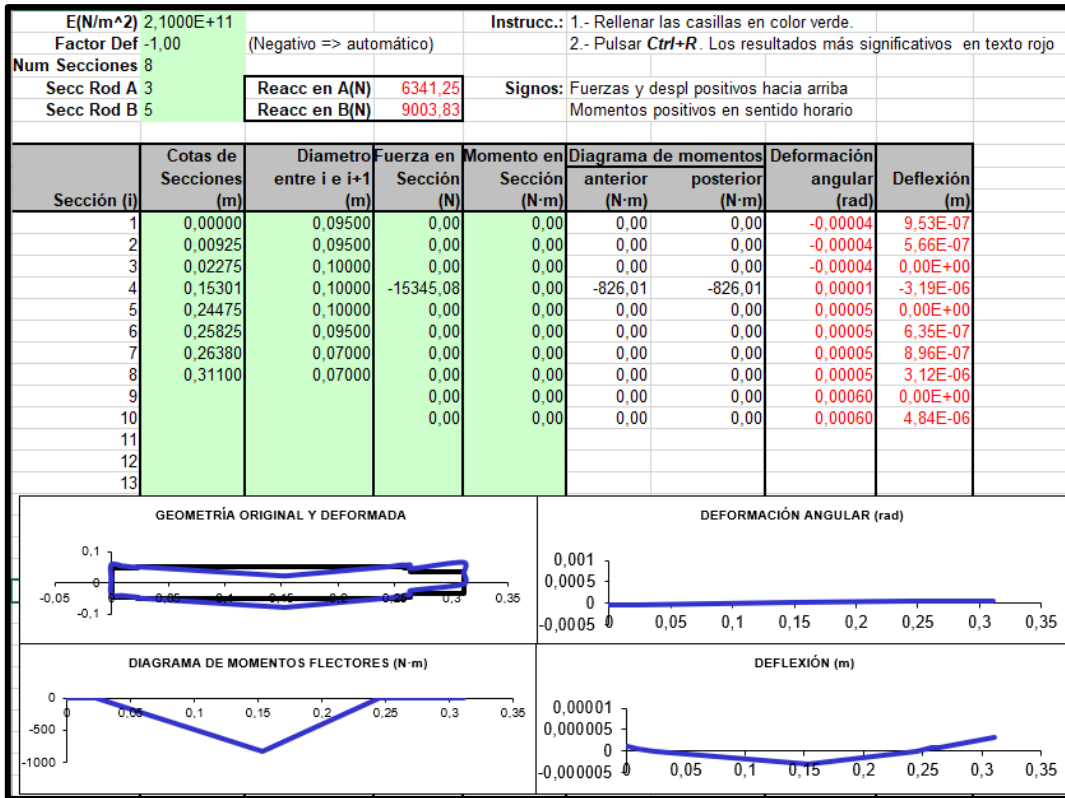 E(N/m^2) 2,1000E+11 Instrucc.: 1.- Rellenar las casillas en color verde.
Factor Def -1,00 (Negativo => automático) 2.- Pulsar Ctrl+R. Los resultados más significativos en texto rojo
Num Secciones 8
Secc Rod A 3 Reacc en A(N) 6341,25 Signos: Fuerzas y despl positivos hacia arriba
Secc Rod B 5 Reacc en B(N) 9003,83 Momentos positivos en sentido horario
Cotas de Diametro Fuerza en Momento en Diagrama de momentos Deformación
Secciones entre i e i+1 Sección Sección anterior posterior angular Deflexión
Sección (i) (m) (m) (N) (N·m) (N·m) (N·m) (rad) (m)
1 0,00000 0,09500 0,00 0,00 0,00 0,00 -0,00004 9,53E-07
2 0,00925 0,09500 0,00 0,00 0,00 0,00 -0,00004 5,66E-07
3 0,02275 0,10000 0,00 0,00 0,00 0,00 -0,00004 0,00E+00
4 0,15301 0,10000 -15345,08 0,00 -826,01 -826,01 0,00001 -3,19E-06
5 0,24475 0,10000 0,00 0,00 0,00 0,00 0,00005 0,00E+00
6 0,25825 0,09500 0,00 0,00 0,00 0,00 0,00005 6,35E-07
7 0,26380 0,07000 0,00 0,00 0,00 0,00 0,00005 8,96E-07
8 0,31100 0,07000 0,00 0,00 0,00 0,00 0,00005 3,12E-06
9 0,00 0,00 0,00 0,00 0,00060 0,00E+00
10 0,00 0,00 0,00 0,00 0,00060 4,84E-06
11
12
13
GEOMETRÍA ORIGINAL Y DEFORMADA
0,1
0
-0,1
-0,05 0 0,05 0,1 0,15 0,2 0,25 0,3 0,35
DEFORMACIÓN ANGULAR (rad)
0,001
0,0005
0
-0,0005
0 0,05 0,1 0,15 0,2 0,25 0,3 0,35
DIAGRAMA DE MOMENTOS FLECTORES (N·m)
0
-500
-1000
0 0,05 0,1 0,15 0,2 0,25 0,3 0,35
DEFLEXIÓN (m)
0,00001
0,000005
0
-0,000005
0 0,05 0,1 0,15 0,2 0,25 0,3 0,35